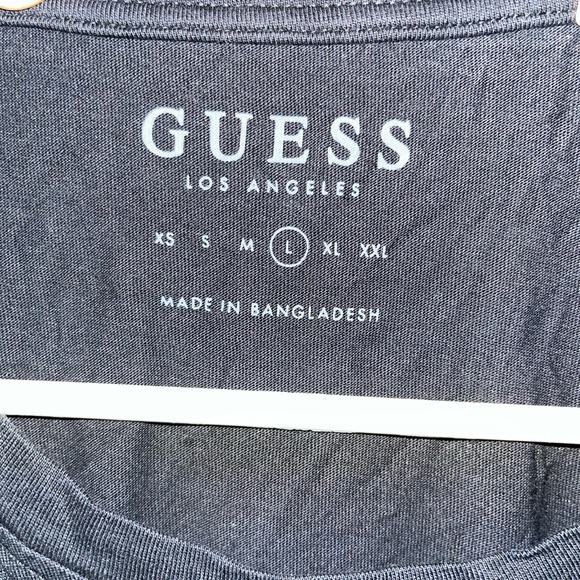 GUESS
LOS ANGELES
XS S M L XL XXL
MADE IN BANGLADESH